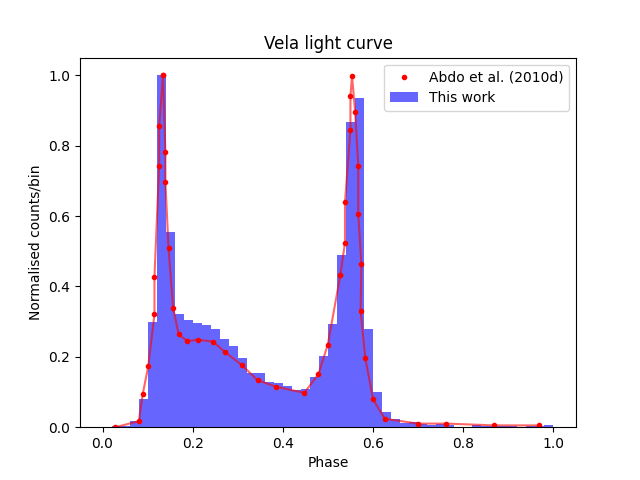 Vela light curve
Abdo et al. (2010d)
This work
Normalised counts/bin
1.0
0.8
0.6
0.4
0.2
0.0
0.0 0.2 0.4 0.6 0.8 1.0
Phase